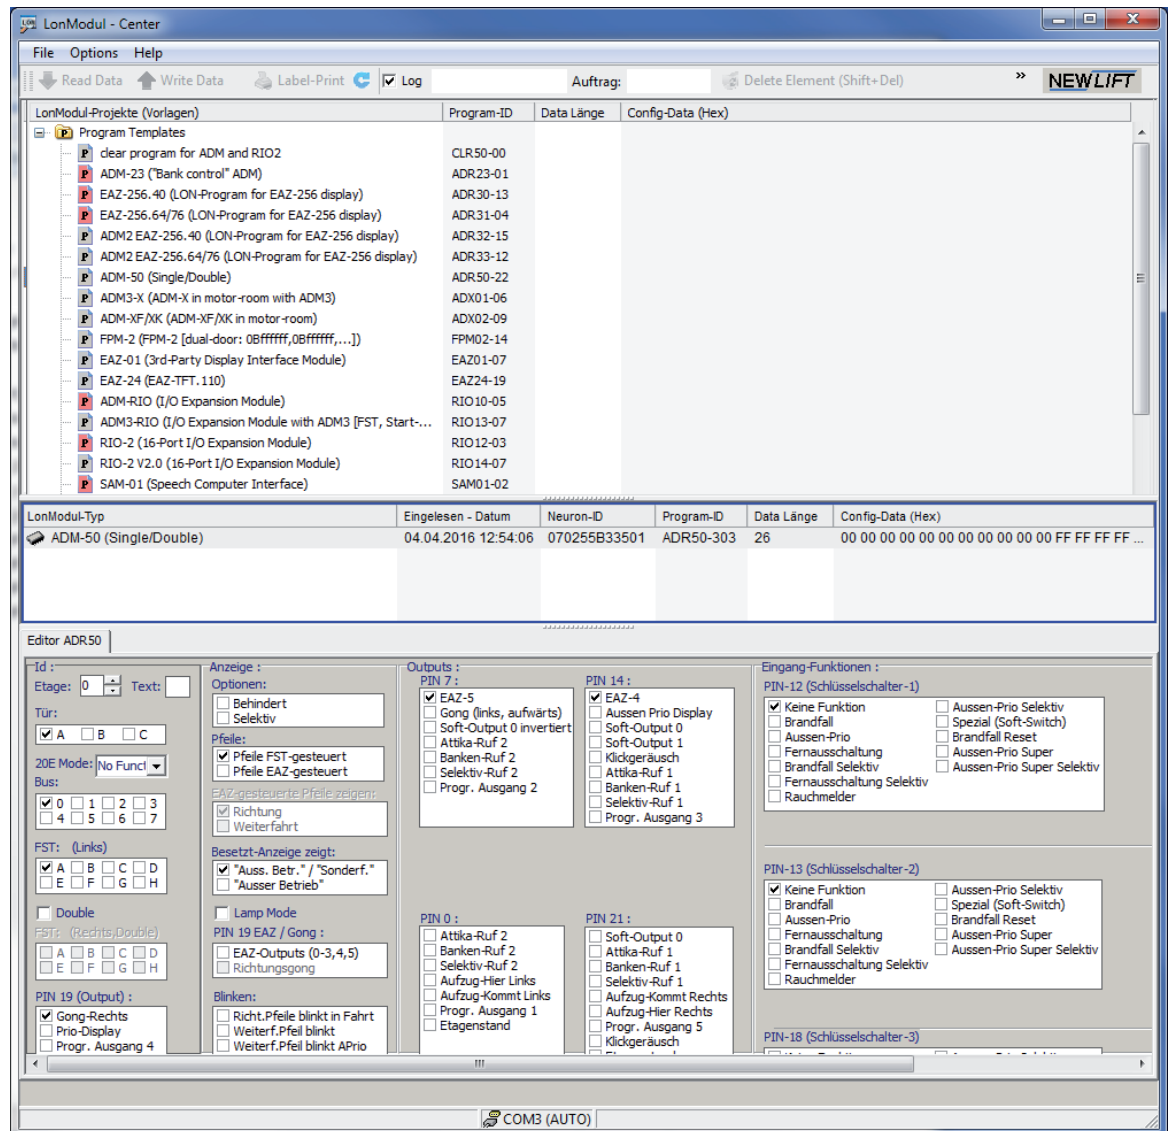 LonModul - Center
File Options Help
Read Data Write Data Label-Print Log Auftrag: Delete Element (Shift+Del) » NEWLIFT
LonModul-Projekte (Vorlagen) Program-ID Data Länge Config-Data (Hex)
Program Templates
clear program for ADM and RIO2 CLR50-00
ADM-23 ("Bank control" ADM) ADR23-01
EAZ-256.40 (LON-Program for EAZ-256 display) ADR30-13
EAZ-256.64/76 (LON-Program for EAZ-256 display) ADR31-04
ADM2 EAZ-256.40 (LON-Program for EAZ-256 display) ADR32-15
ADM2 EAZ-256.64/76 (LON-Program for EAZ-256 display) ADR33-12
ADM-50 (Single/Double) ADR50-22
ADM3-X (ADM-X in motor-room with ADM3) ADX01-06
ADM-XF/XK (ADM-XF/XK in motor-room) ADX02-09
FPM-2 (FPM-2 [dual-door: 0Bffffff,0Bffffff,...]) FPM02-14
EAZ-01 (3rd-Party Display Interface Module) EAZ01-07
EAZ-24 (EAZ-TFT.110) EAZ24-19
ADM-RIO (I/O Expansion Module) RIO10-05
ADM3-RIO (I/O Expansion Module with ADM3 [FST, Start-... RIO13-07
RIO-2 (16-Port I/O Expansion Module) RIO12-03
RIO-2 V2.0 (16-Port I/O Expansion Module) RIO14-07
SAM-01 (Speech Computer Interface) SAM01-02
LonModul-Typ Eingelesen - Datum Neuron-ID Program-ID Data Länge Config-Data (Hex)
ADM-50 (Single/Double) 04.04.2016 12:54:06 070255B33501 ADR50-303 26 00 00 00 00 00 00 00 00 00 00 00 FF FF FF FF ...
Editor ADR50
Id :
Etage: 0 Text:
Tür:
A B C
20E Mode: No Funct
Bus:
0 1 2 3
4 5 6 7
FST: (Links)
A B C D
E F G H
Double
FST: (Rechts,Double)
A B C D
E F G H
PIN 19 (Output) :
Gong-Rechts
Prio-Display
Progr. Ausgang 4
Anzeige :
Optionen:
Behindert
Selektiv
Pfeile:
Pfeile FST-gesteuert
Pfeile EAZ-gesteuert
EAZ-gesteuerte Pfeile zeigen:
Richtung
Weiterfahrt
Besetzt-Anzeige zeigt:
"Auss. Betr." / "Sonderf."
"Ausser Betrieb"
Lamp Mode
PIN 19 EAZ / Gong :
EAZ-Outputs (0-3,4,5)
Richtungsgong
Blinken:
Richt.Pfeile blinkt in Fahrt
Weiterf.Pfeil blinkt
Weiterf.Pfeil blinkt APrio
Outputs :
PIN 7 :
EAZ-5
Gong (links, aufwärts)
Soft-Output 0 invertiert
Attika-Ruf 2
Banken-Ruf 2
Selektiv-Ruf 2
Progr. Ausgang 2
PIN 14 :
EAZ-4
Aussen Prio Display
Soft-Output 0
Soft-Output 1
Klickgeräusch
Attika-Ruf 1
Banken-Ruf 1
Selektiv-Ruf 1
Progr. Ausgang 3
PIN 0 :
Attika-Ruf 2
Banken-Ruf 2
Selektiv-Ruf 2
Aufzug-Hier Links
Aufzug-Kommt Links
Progr. Ausgang 1
Etagenstand
PIN 21 :
Soft-Output 0
Attika-Ruf 1
Banken-Ruf 1
Selektiv-Ruf 1
Aufzug-Kommt Rechts
Aufzug-Hier Rechts
Progr. Ausgang 5
Klickgeräusch
Eingang-Funktionen :
PIN-12 (Schlüsselschalter-1)
Keine Funktion Aussen-Prio Selektiv
Brandfall Spezial (Soft-Switch)
Aussen-Prio Brandfall Reset
Fernausschaltung Aussen-Prio Super
Brandfall Selektiv Aussen-Prio Super Selektiv
Fernausschaltung Selektiv
Rauchmelder
PIN-13 (Schlüsselschalter-2)
Keine Funktion Aussen-Prio Selektiv
Brandfall Spezial (Soft-Switch)
Aussen-Prio Brandfall Reset
Fernausschaltung Aussen-Prio Super
Brandfall Selektiv Aussen-Prio Super Selektiv
Fernausschaltung Selektiv
Rauchmelder
PIN-18 (Schlüsselschalter-3)
COM3 (AUTO)